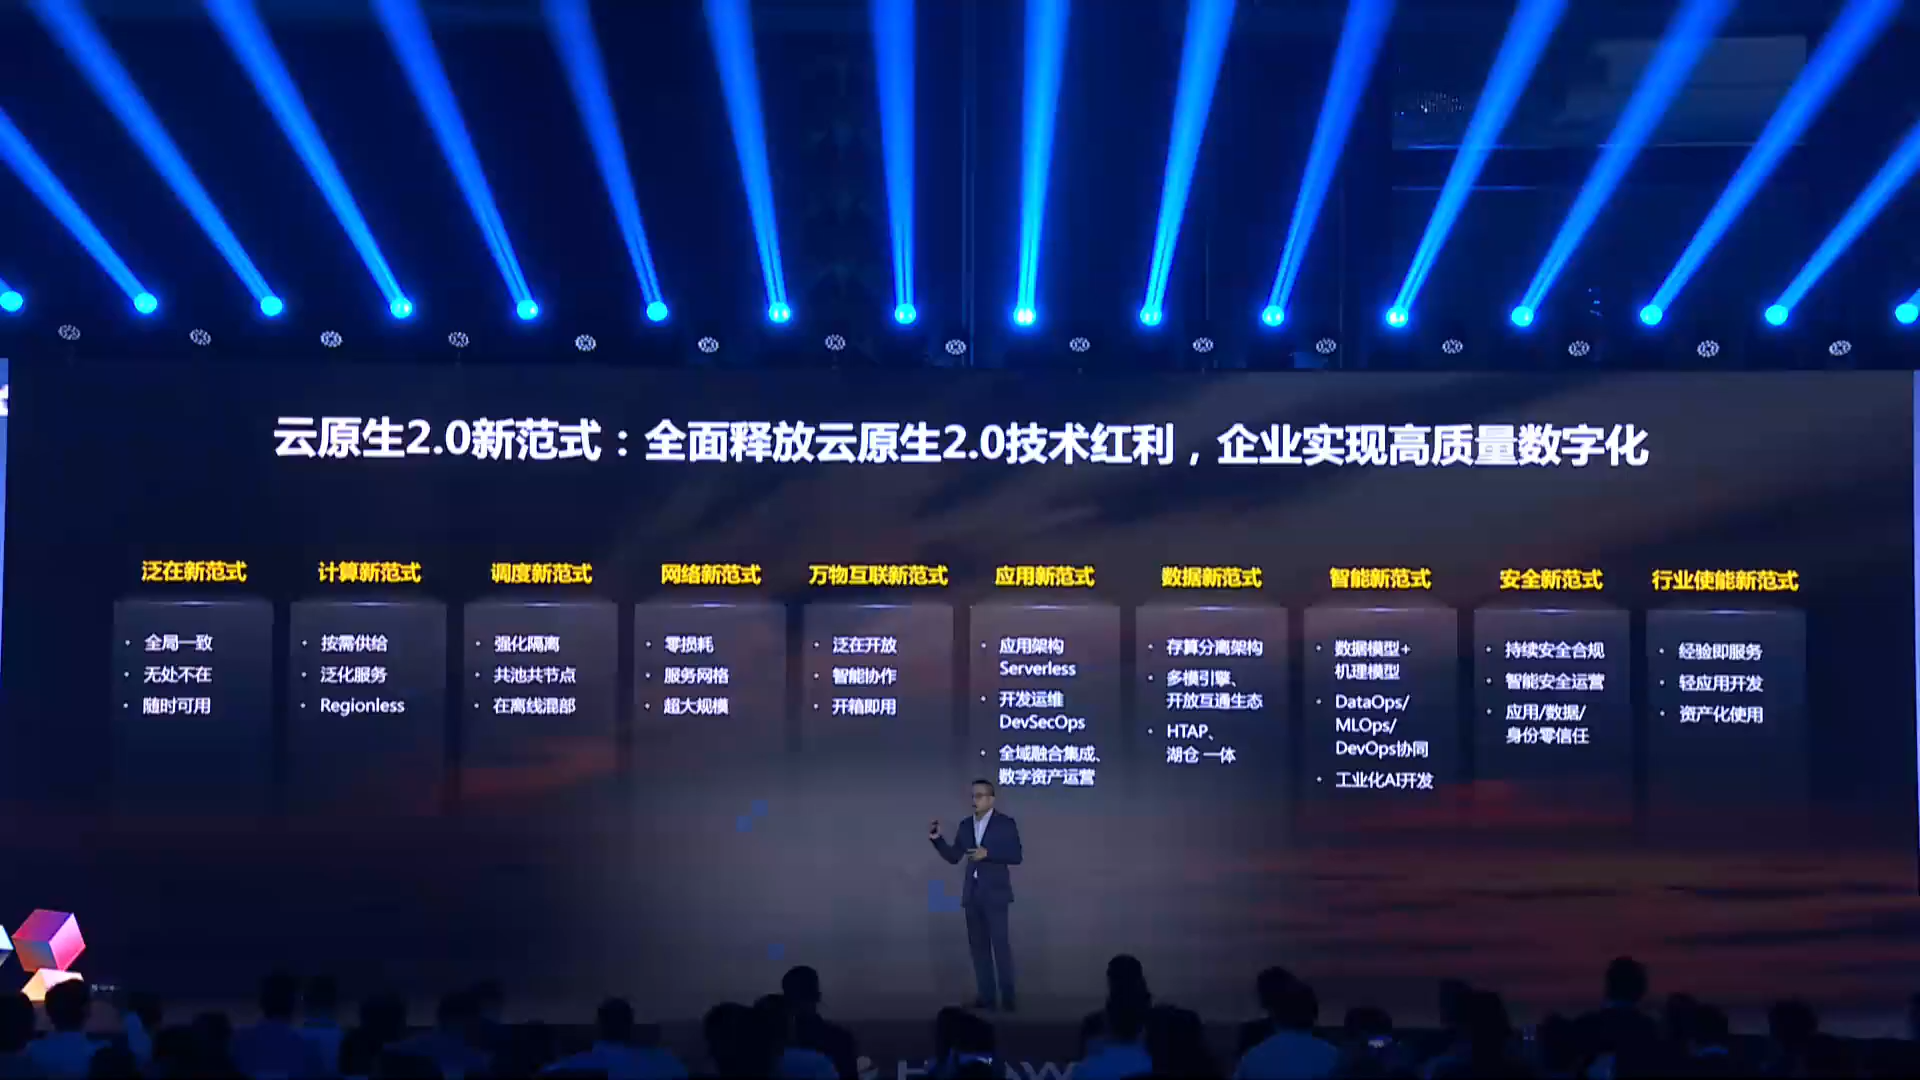 云原生2.0新范式：全面释放云原生2.0技术红利，企业实现高质量数字化
泛在新范式
• 全局一致
• 无处不在
• 随时可用
计算新范式
• 按需供给
• 泛化服务
• Regionless
调度新范式
• 强化隔离
• 共池共节点
• 在离线混部
网络新范式
• 零损耗
• 服务网格
• 超大规模
万物互联新范式
• 泛在开放
• 智能协作
• 开箱即用
应用新范式
• 应用架构
Serverless
• 开发运维
DevSecOps
• 全域融合集成、
数字资产运营
数据新范式
• 存算分离架构
• 多模引擎、
开放互通生态
• HTAP、
湖仓一体
智能新范式
• 数据模型+
机理模型
• DataOps/
MLOps/
DevOps协同
• 工业化AI开发
安全新范式
• 持续安全合规
• 智能安全运营
• 应用/数据/
身份零信任
行业使能新范式
• 经验即服务
• 轻应用开发
• 资产化使用